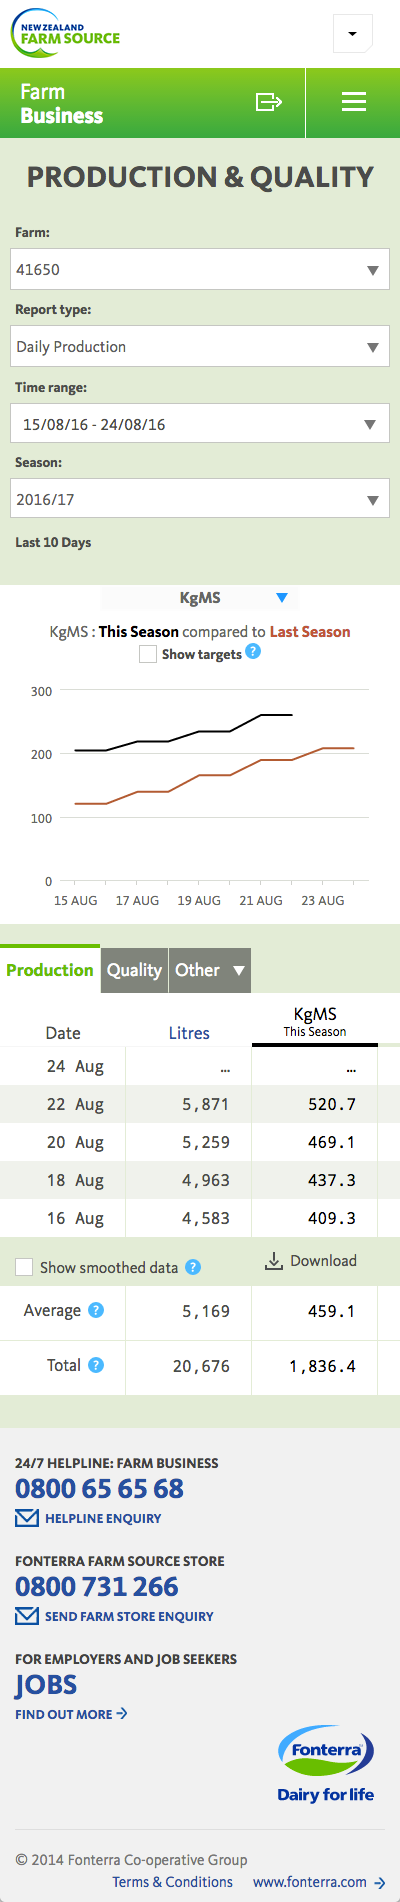 NEW ZEALAND
FARM SOURCE
Farm
Business
PRODUCTION & QUALITY
Farm:
41650
Report type:
Daily Production
Time range:
15/08/16 - 24/08/16
Season:
2016/17
Last 10 Days
KgMS
KgMS : This Season compared to Last Season
Show targets ?
300
200
100
0
15 AUG 17 AUG 19 AUG 21 AUG 23 AUG
Production Quality Other
Date Litres KgMS
This Season
24 Aug ... ...
22 Aug 5,871 520.7
20 Aug 5,259 469.1
18 Aug 4,963 437.3
16 Aug 4,583 409.3
Show smoothed data ? Download
Average ? 5,169 459.1
Total ? 20,676 1,836.4
24/7 HELPLINE: FARM BUSINESS
0800 65 65 68
HELPLINE ENQUIRY
FONTERRA FARM SOURCE STORE
0800 731 266
SEND FARM STORE ENQUIRY
FOR EMPLOYERS AND JOB SEEKERS
JOBS
FIND OUT MORE
Fonterra
Dairy for life
© 2014 Fonterra Co-operative Group
Terms & Conditions www.fonterra.com